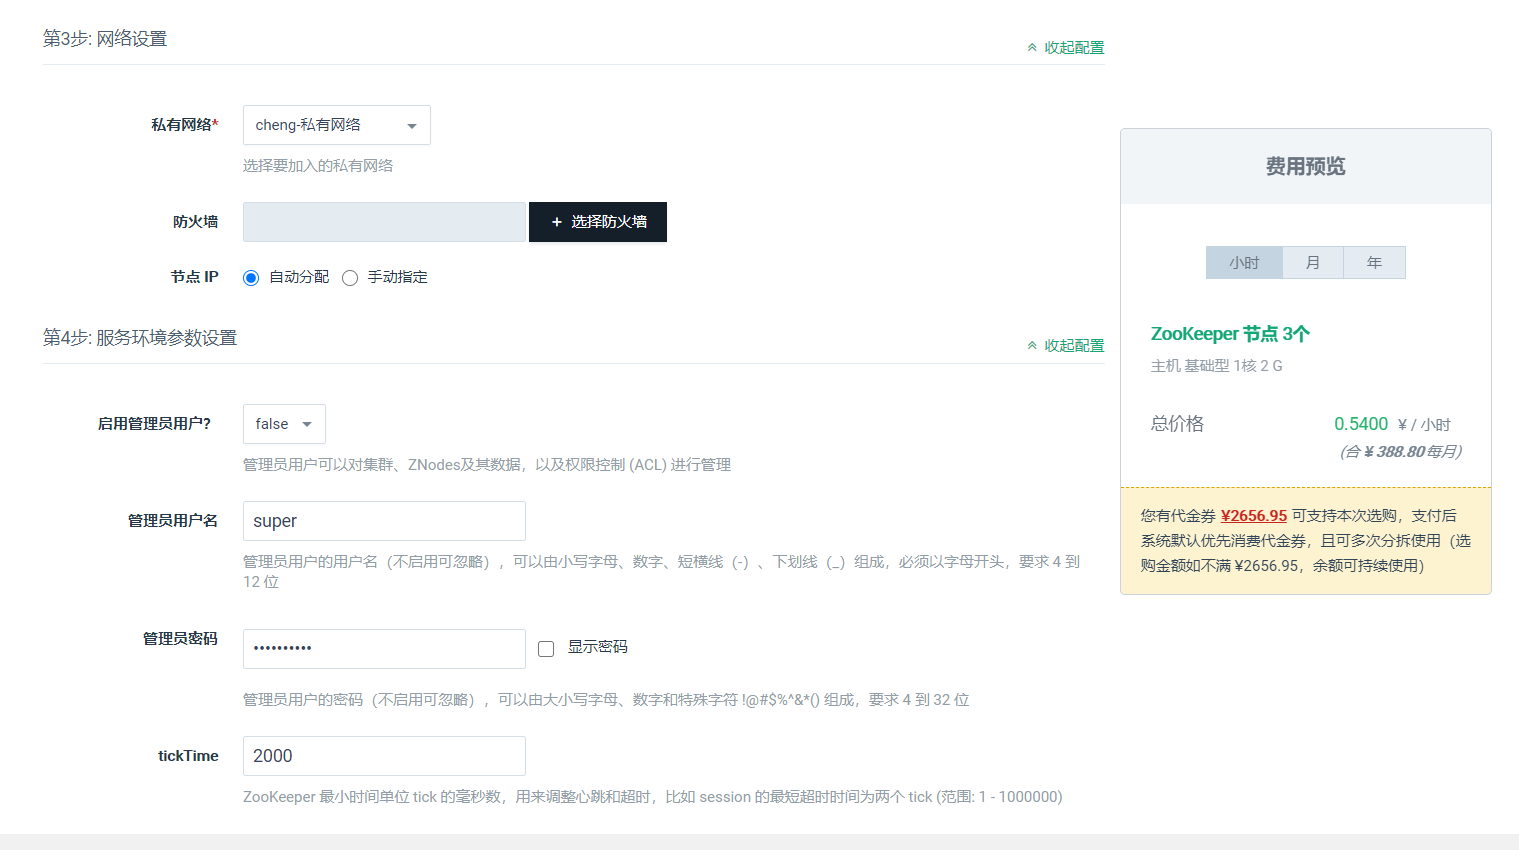 第3步: 网络设置
收起配置
私有网络*
cheng-私有网络
选择要加入的私有网络
防火墙
+ 选择防火墙
节点 IP
自动分配
手动指定
第4步: 服务环境参数设置
收起配置
启用管理员用户?
false
管理员用户可以对集群、ZNodes及其数据，以及权限控制 (ACL) 进行管理
管理员用户名
super
管理员用户的用户名（不启用可忽略），可以由小写字母、数字、短横线（-）、下划线（_）组成，必须以字母开头，要求 4 到
12 位
管理员密码
••••••••••
显示密码
管理员用户的密码（不启用可忽略），可以由大小写字母、数字和特殊字符 !@#$%^&*() 组成，要求 4 到 32 位
tickTime
2000
ZooKeeper 最小时间单位 tick 的毫秒数，用来调整心跳和超时，比如 session 的最短超时时间为两个 tick (范围: 1 - 1000000)
费用预览
小时
月
年
ZooKeeper 节点 3个
主机 基础型 1核 2 G
总价格
0.5400 ¥ / 小时
(合 ¥ 388.80 每月)
您有代金券 ¥2656.95 可支持本次选购，支付后
系统默认优先消费代金券，且可多次分拆使用（选
购金额如不满 ¥2656.95，余额可持续使用）